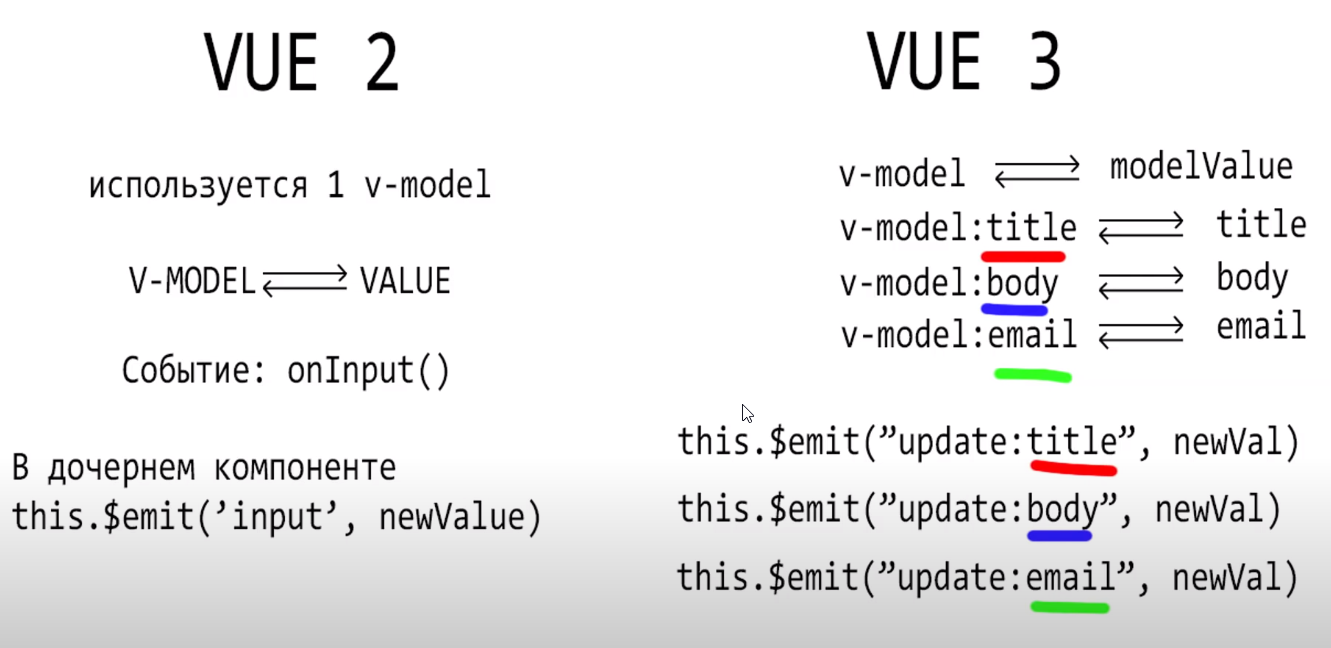 VUE 2
используется 1 v-model
V-MODEL VALUE
Событие: onInput()
В дочернем компоненте
this.$emit(’input’, newValue)
VUE 3
v-model modelValue
v-model:title title
v-model:body body
v-model:email email
this.$emit(”update:title”, newVal)
this.$emit(”update:body”, newVal)
this.$emit(”update:email”, newVal)